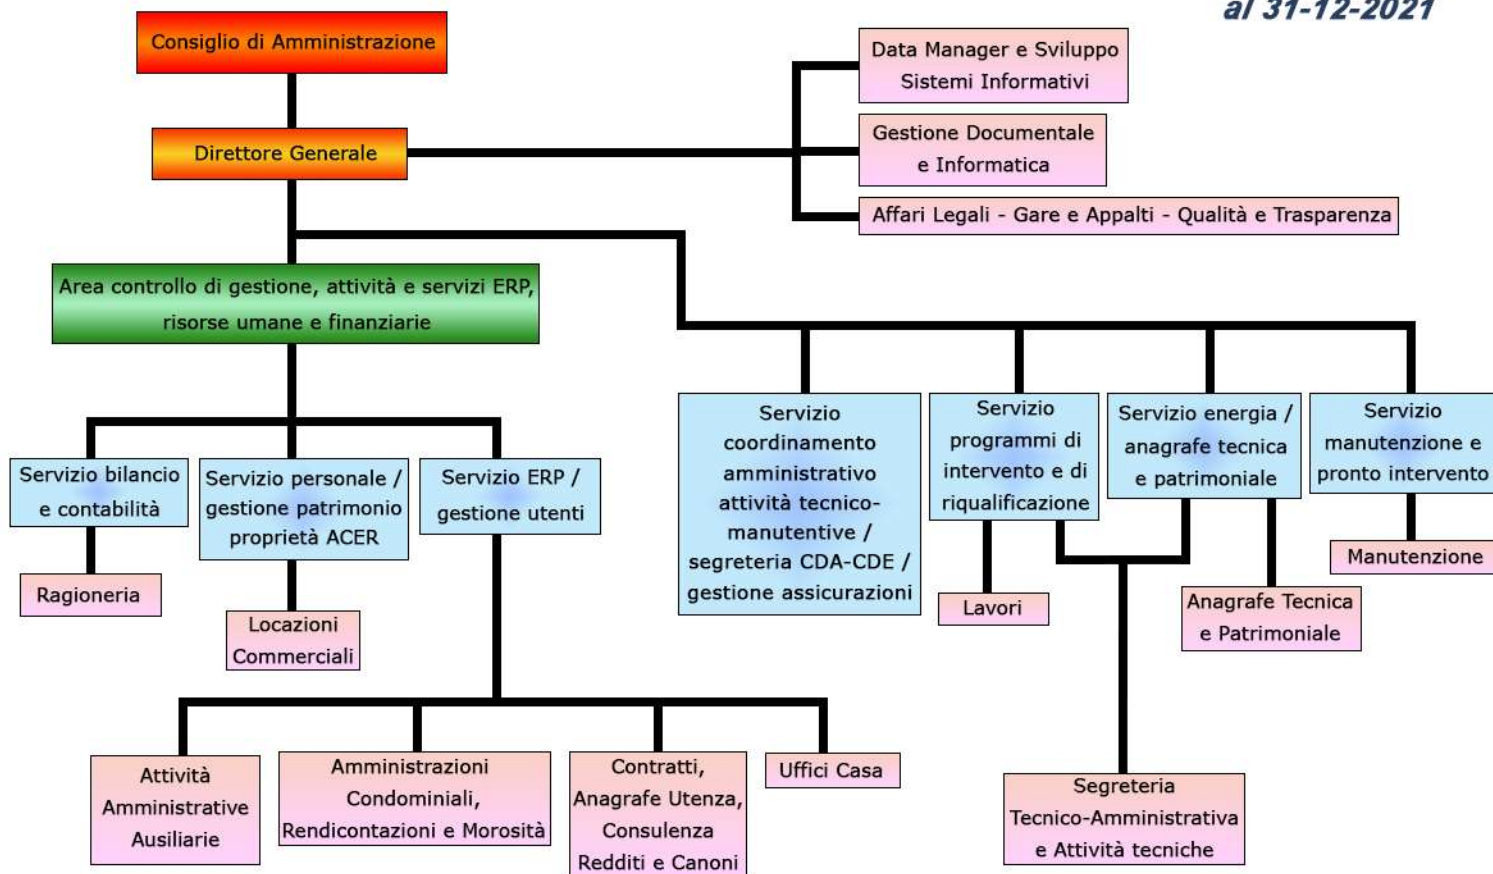 al 31-12-2021
Consiglio di Amministrazione
Data Manager e Sviluppo
Sistemi Informativi
Direttore Generale
Gestione Documentale
e Informatica
Affari Legali - Gare e Appalti - Qualità e Trasparenza
Area controllo di gestione, attività e servizi ERP,
risorse umane e finanziarie
Servizio bilancio
e contabilità
Servizio personale /
gestione patrimonio
proprietà ACER
Servizio ERP /
gestione utenti
Servizio
coordinamento
amministrativo
attività tecnico-
manutentive /
segreteria CDA-CDE /
gestione assicurazioni
Servizio
programmi di
intervento e di
riqualificazione
Servizio energia /
anagrafe tecnica
e patrimoniale
Servizio
manutenzione e
pronto intervento
Ragioneria
Locazioni
Commerciali
Lavori
Anagrafe Tecnica
e Patrimoniale
Manutenzione
Attività
Amministrative
Ausiliarie
Amministrazioni
Condominiali,
Rendicontazioni e Morosità
Contratti,
Anagrafe Utenza,
Consulenza
Redditi e Canoni
Uffici Casa
Segreteria
Tecnico-Amministrativa
e Attività tecniche